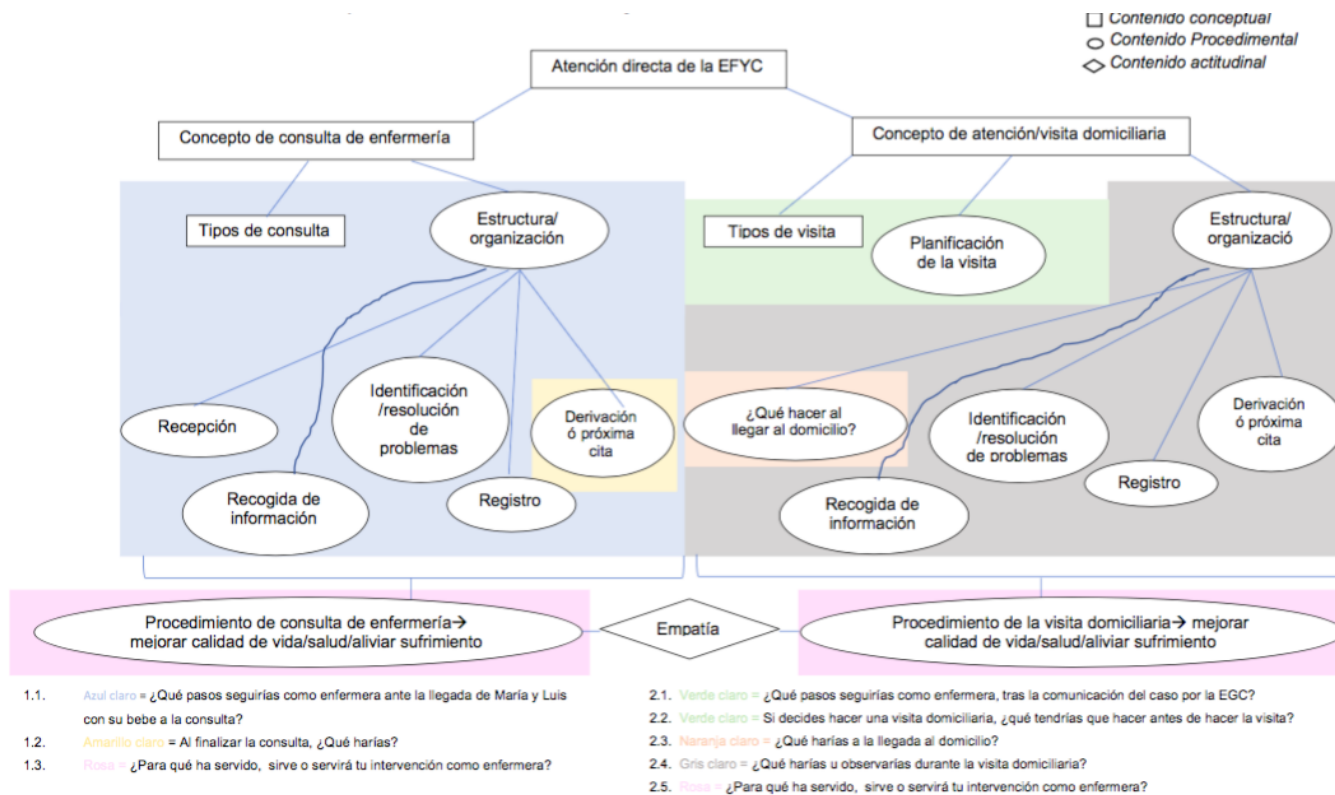 Contenido conceptual
Contenido Procedimental
Contenido actitudinal
Atención directa de la EFYC
Concepto de consulta de enfermería
Concepto de atención/visita domiciliaria
Tipos de consulta
Estructura/
organización
Tipos de visita
Planificación
de la visita
Estructura/
organizació
Recepción
Identificación
/resolución
de
problemas
Derivación
ó próxima
cita
Recogida de
información
Registro
¿Qué hacer al
llegar al domicilio?
Identificación
/resolución
de problemas
Derivación
ó próxima
cita
Recogida de
información
Registro
Procedimiento de consulta de enfermería→
mejorar calidad de vida/salud/aliviar sufrimiento
Empatía
Procedimiento de la visita domiciliaria→ mejorar
calidad de vida/salud/aliviar sufrimiento
1.1. Azul claro = ¿Qué pasos seguirías como enfermera ante la llegada de María y Luis
con su bebe a la consulta?
1.2. Amarillo claro = Al finalizar la consulta, ¿Qué harías?
1.3. Rosa = ¿Para qué ha servido, sirve o servirá tu intervención como enfermera?
2.1. Verde claro = ¿Qué pasos seguirías como enfermera, tras la comunicación del caso por la EGC?
2.2. Verde claro = Si decides hacer una visita domiciliaria, ¿qué tendrías que hacer antes de hacer la visita?
2.3. Naranja claro = ¿Qué harías a la llegada al domicilio?
2.4. Gris claro = ¿Qué harías u observarías durante la visita domiciliaria?
2.5. Rosa = ¿Para qué ha servido, sirve o servirá tu intervención como enfermera?